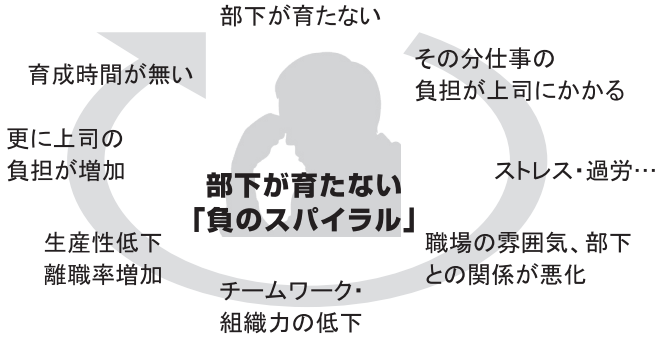 部下が育たない
その分仕事の
負担が上司にかかる
ストレス・過労…
職場の雰囲気、部下
との関係が悪化
チームワーク・
組織力の低下
生産性低下
離職率増加
更に上司の
負担が増加
育成時間が無い
部下が育たない
「負のスパイラル」